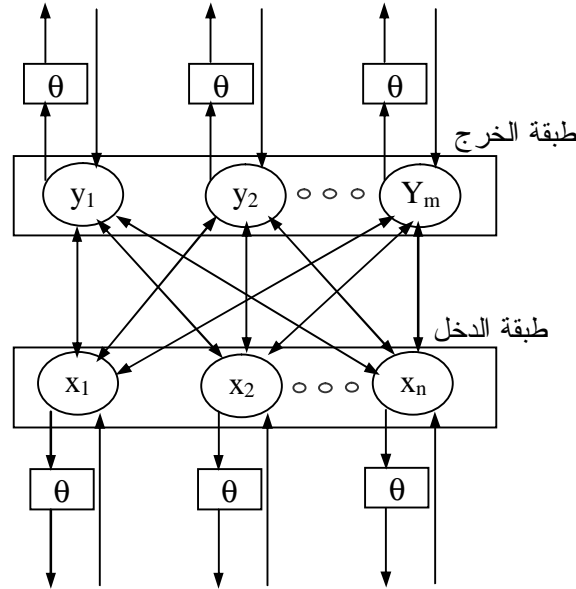 θ θ θ
طبقة الخرج
y₁ y₂ Yₘ
طبقة الدخل
x₁ x₂ xₙ
θ θ θ